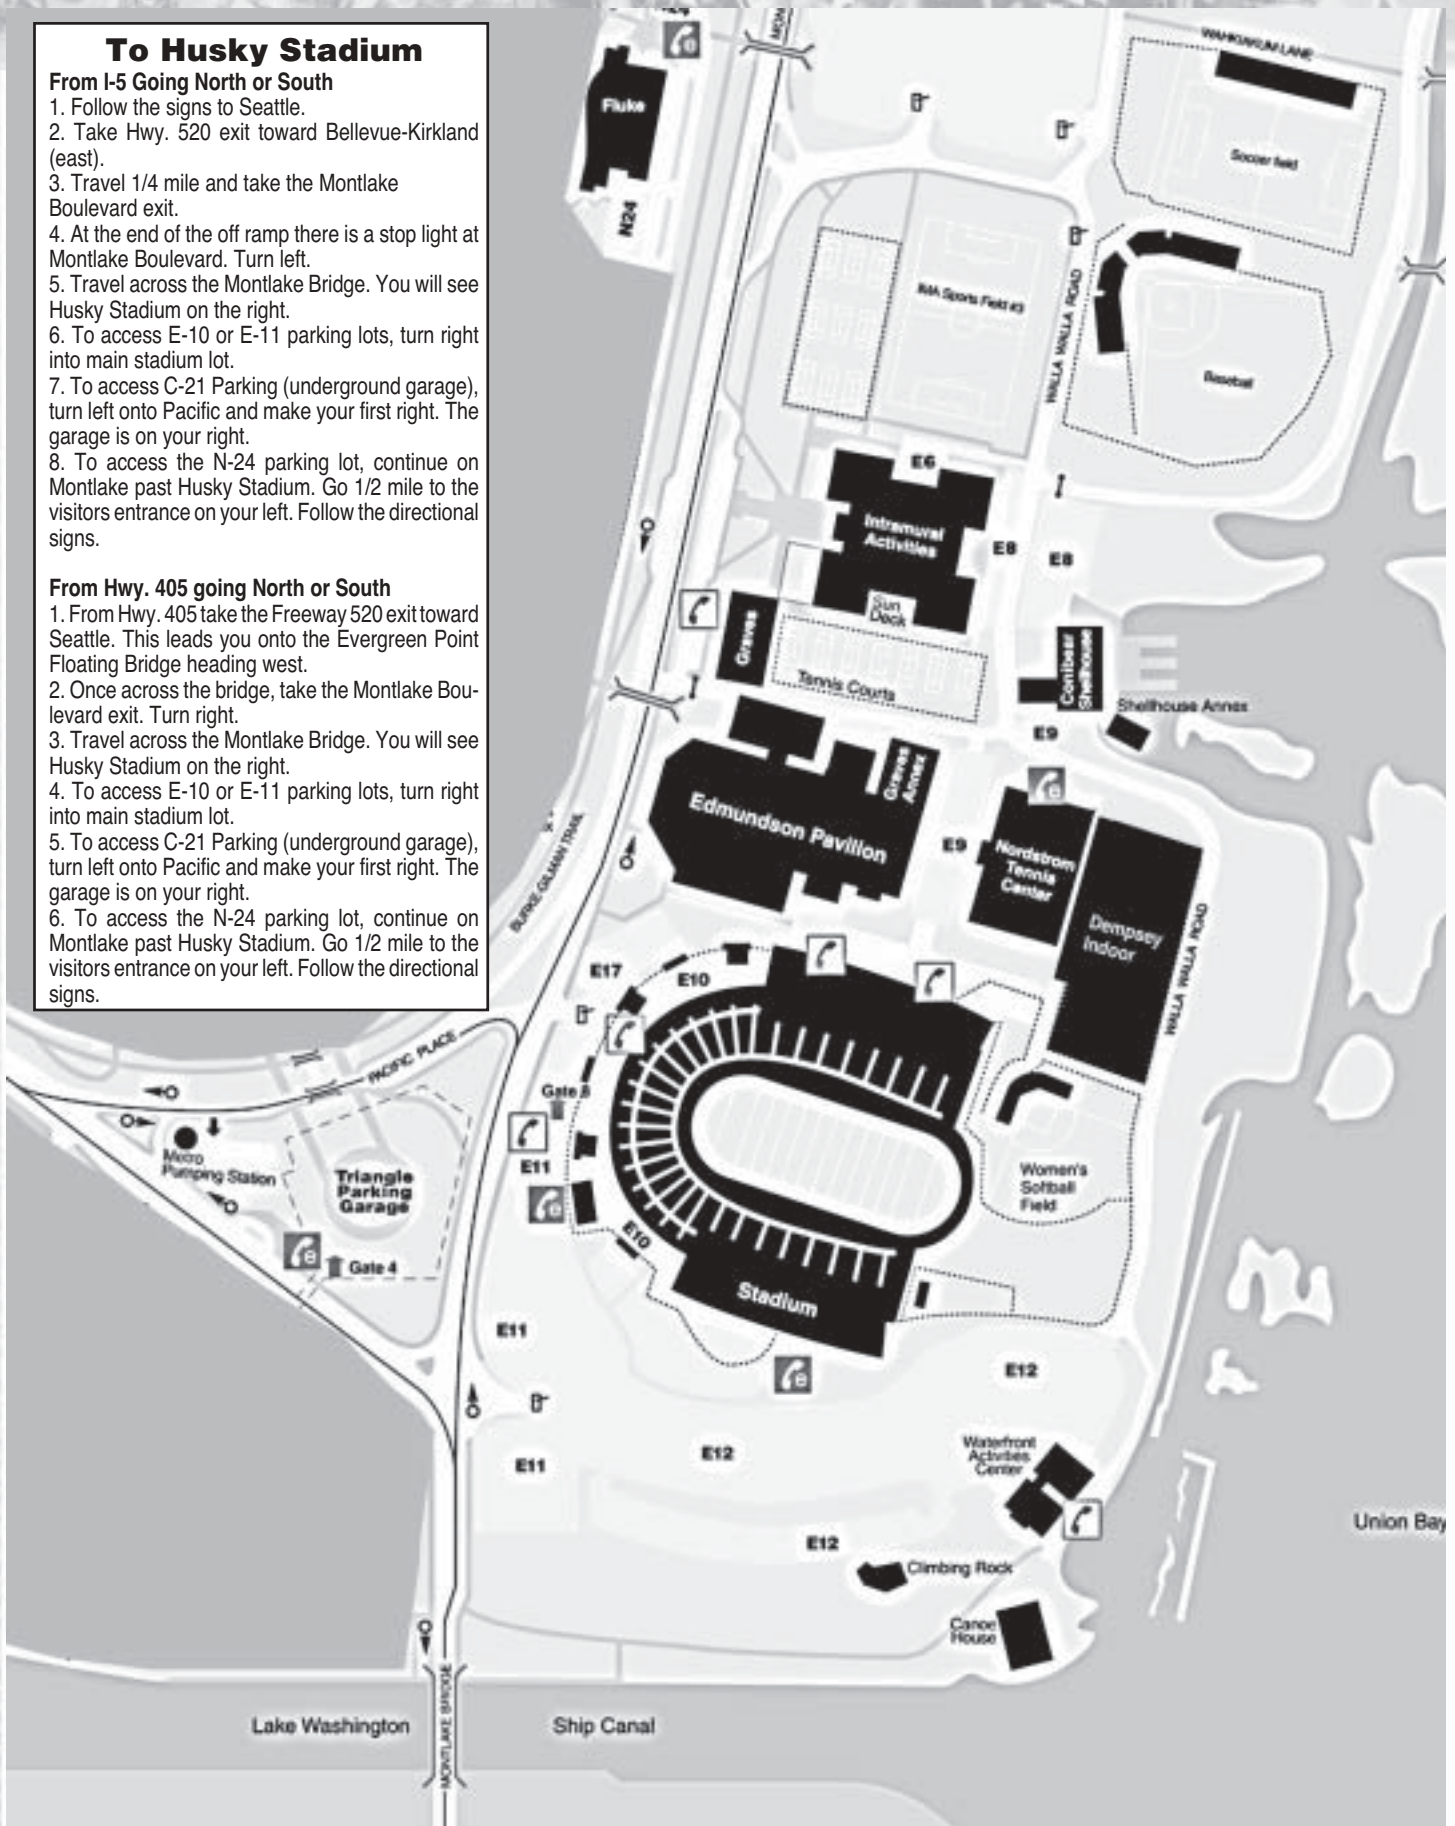 To Husky Stadium
From I-5 Going North or South
1. Follow the signs to Seattle.
2. Take Hwy. 520 exit toward Bellevue-Kirkland
(east).
3. Travel 1/4 mile and take the Montlake
Boulevard exit.
4. At the end of the off ramp there is a stop light at
Montlake Boulevard. Turn left.
5. Travel across the Montlake Bridge. You will see
Husky Stadium on the right.
6. To access E-10 or E-11 parking lots, turn right
into main stadium lot.
7. To access C-21 Parking (underground garage),
turn left onto Pacific and make your first right. The
garage is on your right.
8. To access the N-24 parking lot, continue on
Montlake past Husky Stadium. Go 1/2 mile to the
visitors entrance on your left. Follow the directional
signs.
From Hwy. 405 going North or South
1. From Hwy. 405 take the Freeway 520 exit toward
Seattle. This leads you onto the Evergreen Point
Floating Bridge heading west.
2. Once across the bridge, take the Montlake Bou-
levard exit. Turn right.
3. Travel across the Montlake Bridge. You will see
Husky Stadium on the right.
4. To access E-10 or E-11 parking lots, turn right
into main stadium lot.
5. To access C-21 Parking (underground garage),
turn left onto Pacific and make your first right. The
garage is on your right.
6. To access the N-24 parking lot, continue on
Montlake past Husky Stadium. Go 1/2 mile to the
visitors entrance on your left. Follow the directional
signs.
WAHKIAKUM LANE
Fluke
N24
Soccer field
IMA Sports Field #3
WALLA WALLA ROAD
Baseball
E6
Intramural
Activities
E8
E8
Sun
Deck
Graves
Tennis Courts
Conibear
Shellhouse
Shellhouse Annex
E9
Graves
Annex
Edmundson Pavilion
E9
Nordstrom
Tennis
Center
Dempsey
Indoor
BURKE-GILMAN TRAIL
WALLA WALLA ROAD
E17
E10
PACIFIC PLACE
Gate 5
Metro
Pumping Station
Triangle
Parking
Garage
E11
Women's
Softball
Field
E10
Gate 4
Stadium
E11
E12
E11
E12
Waterfront
Activities
Center
E12
Union Bay
Climbing Rock
Canoe
House
Lake Washington
MONTLAKE BRIDGE
Ship Canal